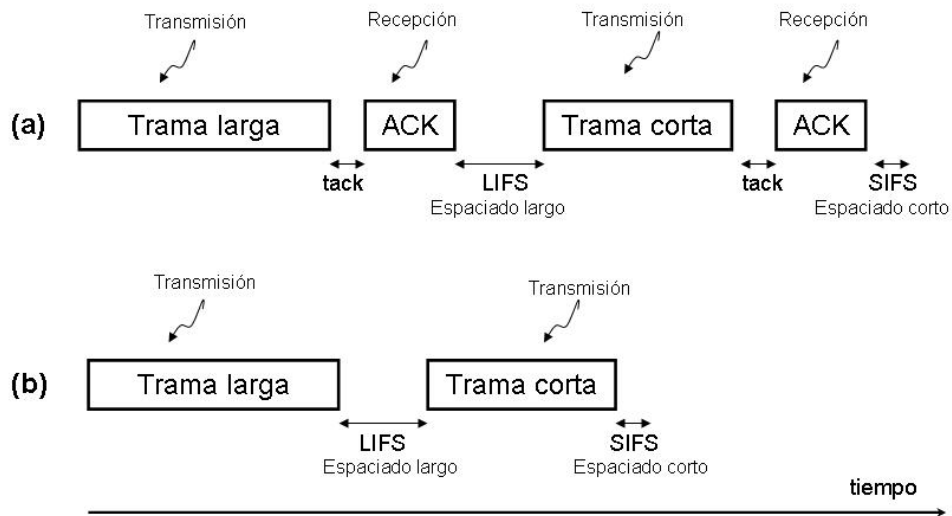 Transmisión
Recepción
Transmisión
Recepción
(a)
Trama larga
ACK
Trama corta
ACK
tack
LIFS
tack
SIFS
Espaciado largo
Espaciado corto
Transmisión
Transmisión
(b)
Trama larga
Trama corta
LIFS
SIFS
Espaciado largo
Espaciado corto
tiempo